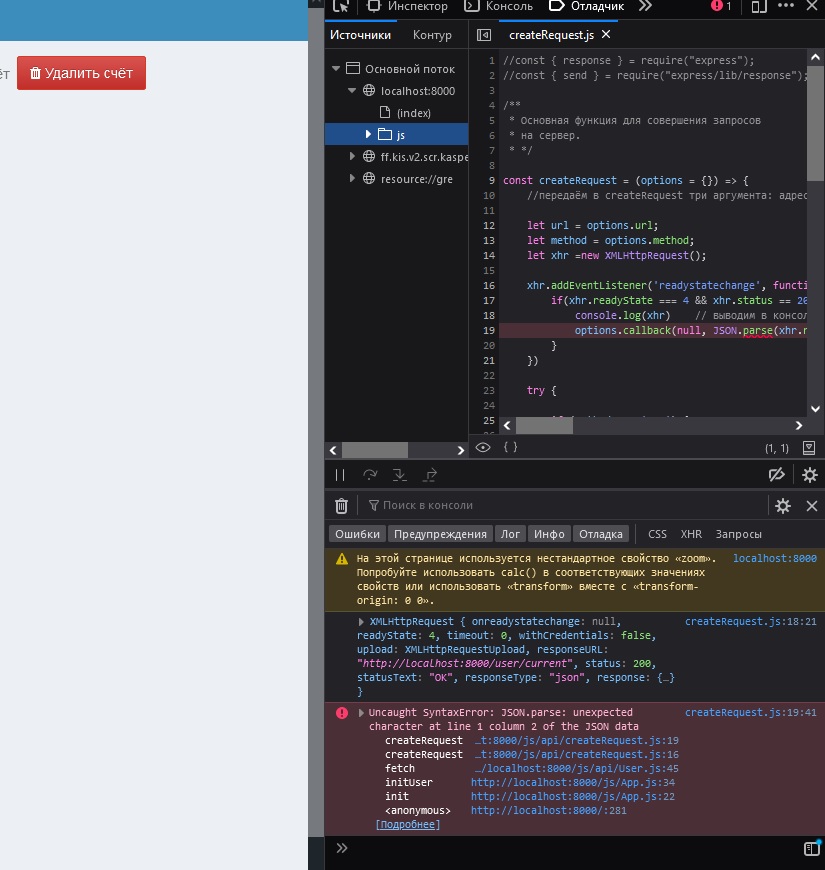 Инспектор Консоль Отладчик 1
Источники Контур createRequest.js
ёт Удалить счёт
Основной поток
localhost:8000
(index)
js
ff.kis.v2.scr.kaspe
resource://gre
1 //const { response } = require("express");
2 //const { send } = require("express/lib/response");
3
4 /**
5 * Основная функция для совершения запросов
6 * на сервер.
7 * */
8
9 const createRequest = (options = {}) => {
10 //передаём в createRequest три аргумента: адрес
11
12 let url = options.url;
13 let method = options.method;
14 let xhr =new XMLHttpRequest();
15
16 xhr.addEventListener('readystatechange', functi
17 if(xhr.readyState === 4 && xhr.status == 20
18 console.log(xhr) // выводим в консол
19 options.callback(null, JSON.parse(xhr.r
20 }
21 })
22
23 try {
24
25
{ } (1, 1)
Поиск в консоли
Ошибки Предупреждения Лог Инфо Отладка CSS XHR Запросы
На этой странице используется нестандартное свойство «zoom». localhost:8000
Попробуйте использовать calc() в соответствующих значениях
свойств или использовать «transform» вместе с «transform-
origin: 0 0».
XMLHttpRequest { onreadystatechange: null, createRequest.js:18:21
readyState: 4, timeout: 0, withCredentials: false,
upload: XMLHttpRequestUpload, responseURL:
"http://localhost:8000/user/current", status: 200,
statusText: "OK", responseType: "json", response: {…}
}
Uncaught SyntaxError: JSON.parse: unexpected createRequest.js:19:41
character at line 1 column 2 of the JSON data
createRequest …t:8000/js/api/createRequest.js:19
createRequest …t:8000/js/api/createRequest.js:16
fetch …/localhost:8000/js/api/User.js:45
initUser http://localhost:8000/js/App.js:34
init http://localhost:8000/js/App.js:22
<anonymous> http://localhost:8000/:281
[Подробнее]